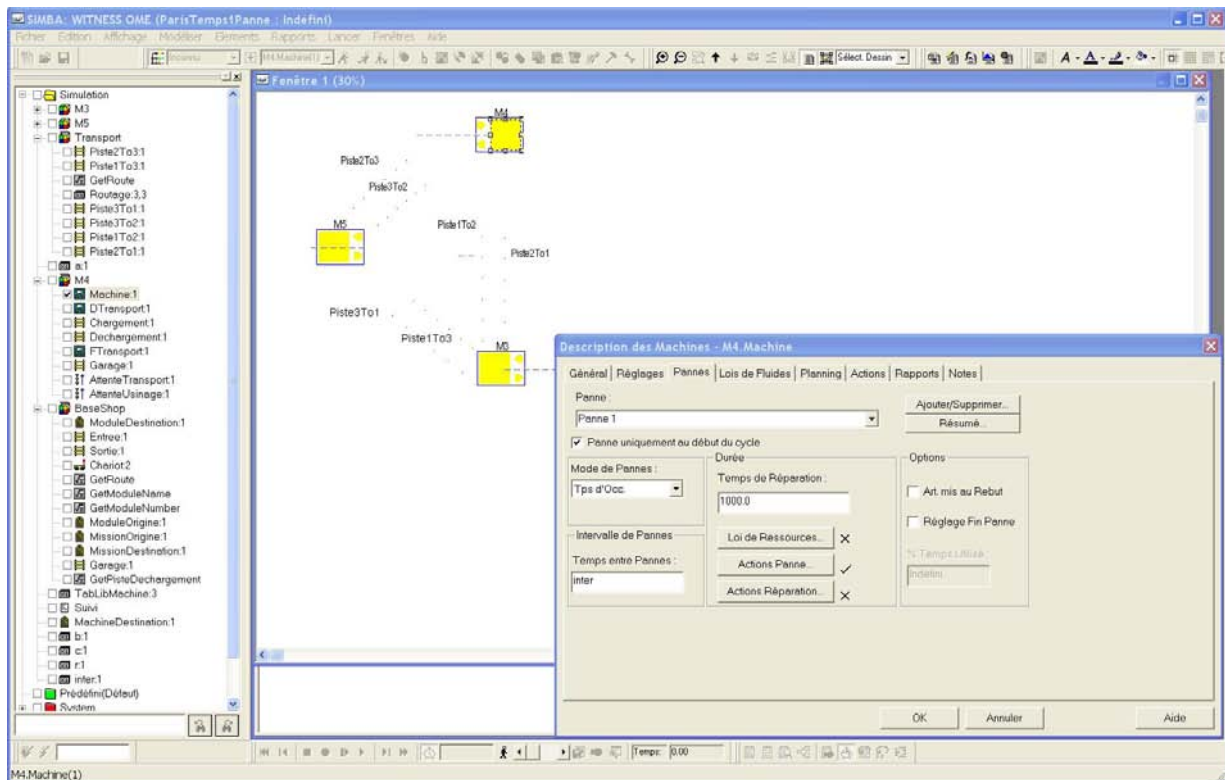 SIMBA: WITNESS OME (ParisTemps1Panne : Indéfini)
Fichier Edition Affichage Modéliser Elements Rapports Lancer Fenêtres Aide
Inconnu M4.Machine(1) Sélect. Dessin
Simulation
M3
M5
Transport
Piste2To3:1
Piste1To3:1
GetRoute
Routage:3,3
Piste3To1:1
Piste3To2:1
Piste1To2:1
Piste2To1:1
a:1
M4
Machine:1
DTransport:1
Chargement:1
Dechargement:1
FTransport:1
Garage:1
AttenteTransport:1
AttenteUsinage:1
BaseShop
ModuleDestination:1
Entree:1
Sortie:1
Chariot:2
GetRoute
GetModuleName
GetModuleNumber
ModuleOrigine:1
MissionOrigine:1
MissionDestination:1
Garage:1
GetPisteDechargement
TabLibMachine:3
Suivi
MachineDestination:1
b:1
c:1
r:1
inter:1
Prédéfini(Défaut)
System
Fenêtre 1 (30%)
M4
Piste2To3
Piste3To2
M5
Piste1To2
Piste2To1
Piste3To1
Piste1To3
M3
Description des Machines - M4.Machine
Général Réglages Pannes Lois de Fluides Planning Actions Rapports Notes
Panne :
Panne 1
Ajouter/Supprimer...
Résumé...
Panne uniquement au début du cycle
Mode de Pannes :
Tps d'Occ.
Durée
Temps de Réparation :
1000.0
Options
Art. mis au Rebut
Réglage Fin Panne
Intervalle de Pannes
Temps entre Pannes :
inter
Loi de Ressources...
Actions Panne...
Actions Réparation...
% Temps Utilisé :
Indéfini
OK Annuler Aide
Temps: 0.00
M4.Machine(1)